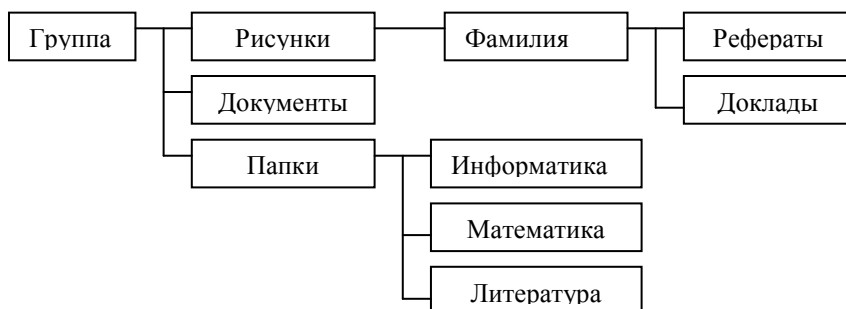 Группа Рисунки Фамилия Рефераты
Документы Доклады
Папки Информатика
Математика
Литература